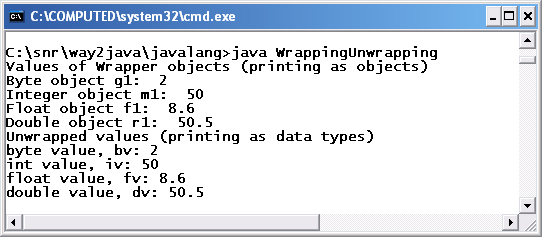 C:\COMPUTED\system32\cmd.exe
C:\snr\way2java\javalang>java WrappingUnwrapping
Values of Wrapper objects (printing as objects)
Byte object g1:  2
Integer object m1:  50
Float object f1:  8.6
Double object r1:  50.5
Unwrapped values (printing as data types)
byte value, bv: 2
int value, iv: 50
float value, fv: 8.6
double value, dv: 50.5